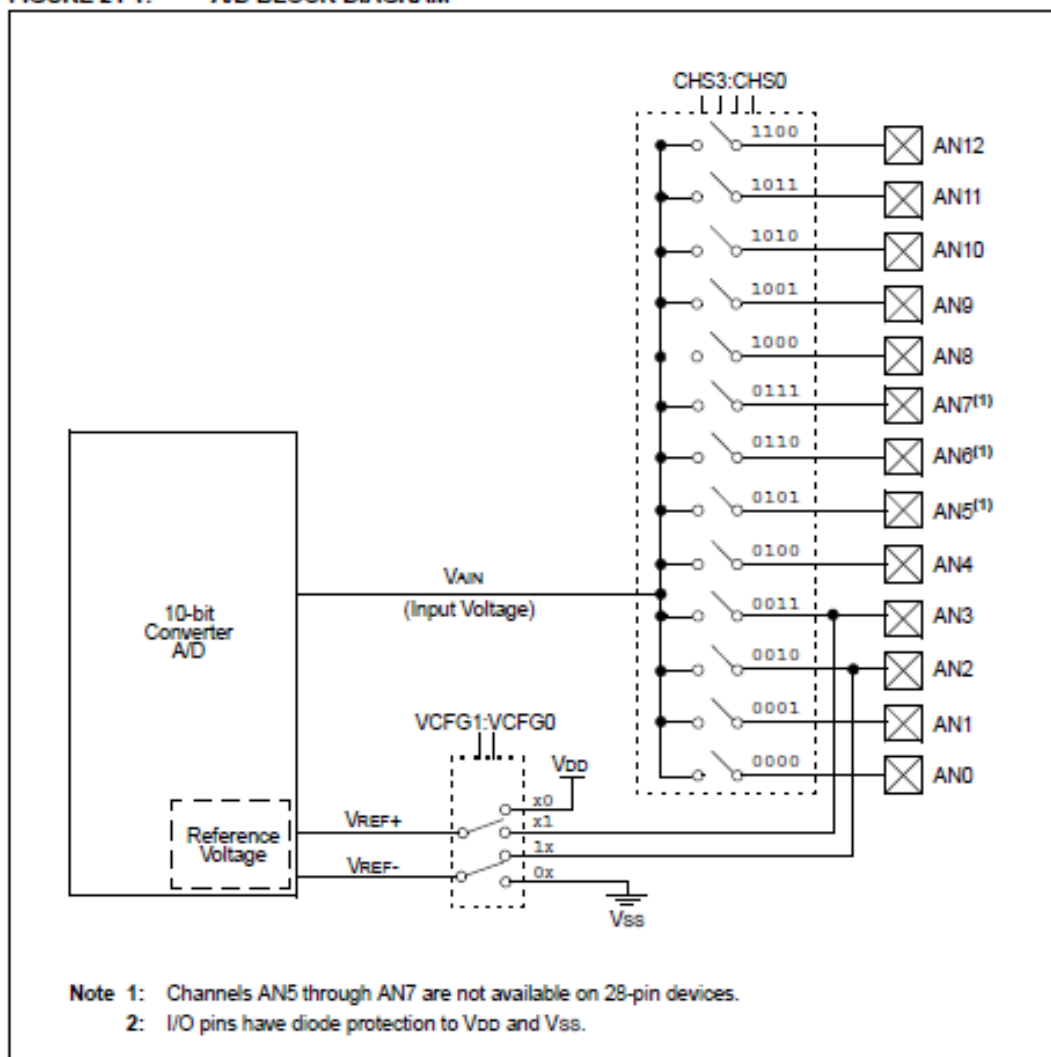 CHS3:CHS0
1100 AN12
1011 AN11
1010 AN10
1001 AN9
1000 AN8
0111 AN7(1)
0110 AN6(1)
0101 AN5(1)
0100 AN4
VAIN
(Input Voltage)
0011 AN3
0010 AN2
0001 AN1
0000 AN0
10-bit
Converter
A/D
VCFG1:VCFG0
VDD
x0
x1
1x
0x
VREF+
VREF-
Reference
Voltage
VSS
Note 1: Channels AN5 through AN7 are not available on 28-pin devices.
2: I/O pins have diode protection to VDD and VSS.